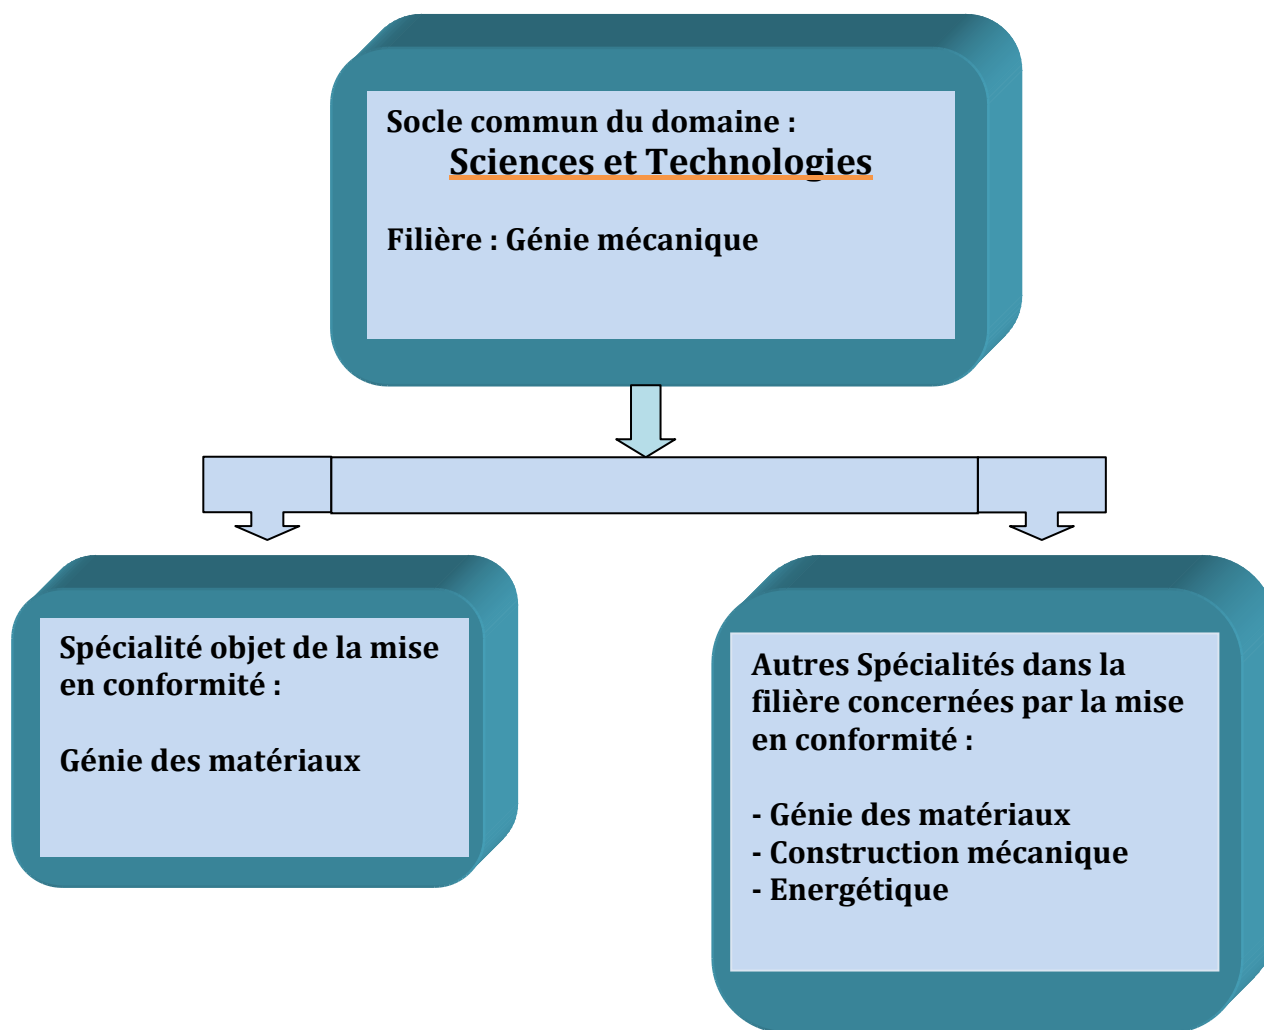 Socle commun du domaine :
Sciences et Technologies
Filière : Génie mécanique
Spécialité objet de la mise
en conformité :
Génie des matériaux
Autres Spécialités dans la
filière concernées par la mise
en conformité :
- Génie des matériaux
- Construction mécanique
- Energétique